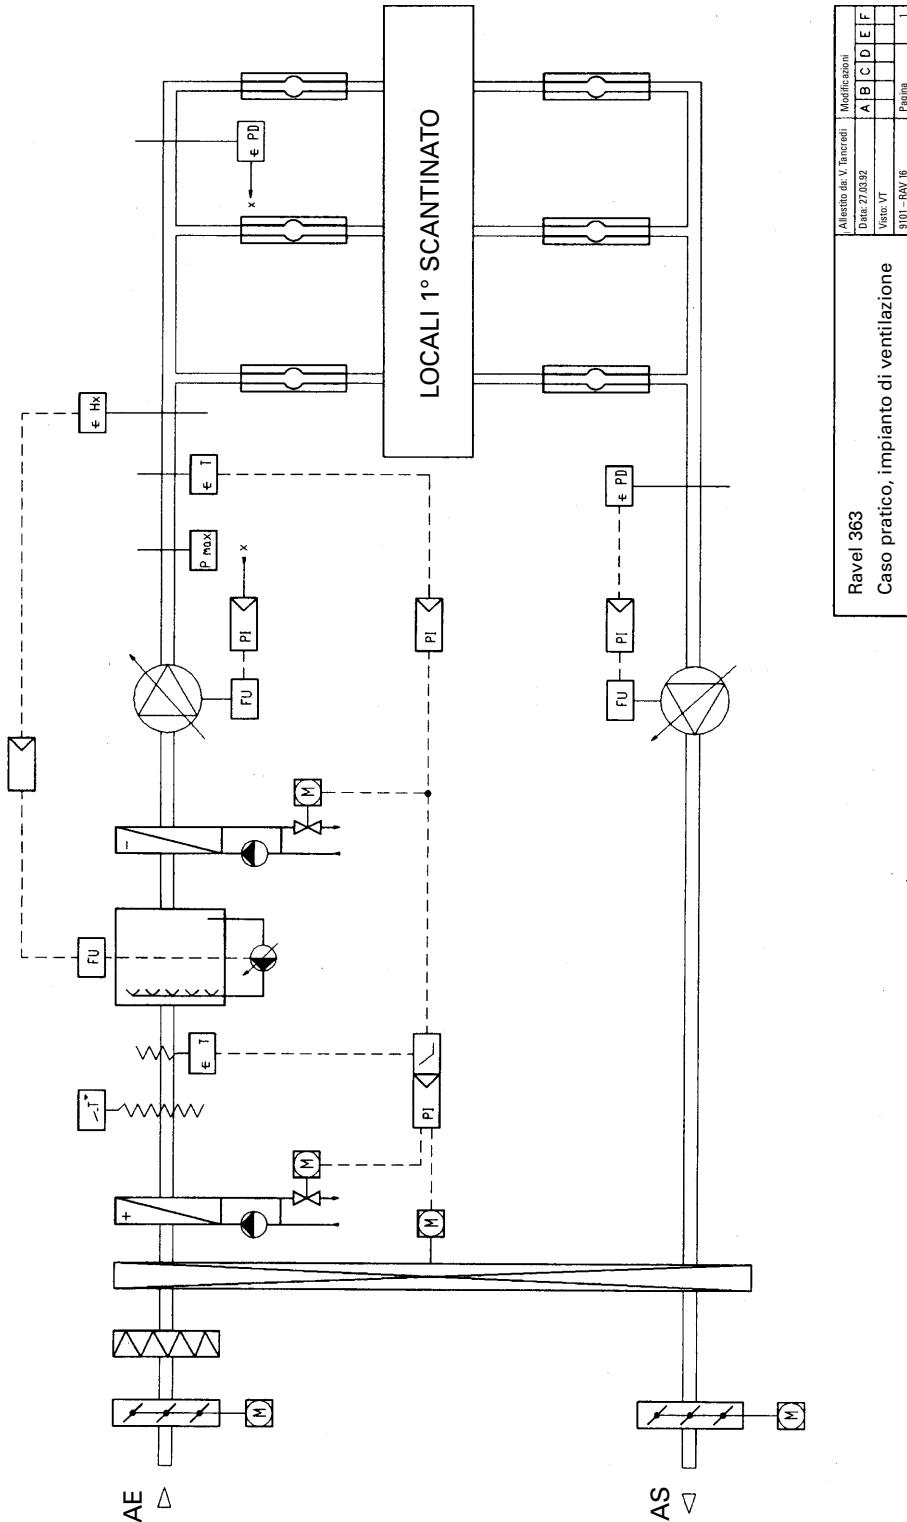 AE
AS
M
M
M
+
M
PI
T
€ T
FU
-
M
PI
FU
PI
x
P max
€ T
€ Hx
x
€ PD
LOCALI 1° SCANTINATO
FU
PI
€ PD
Ravel 363
Caso pratico, impianto di ventilazione
Allestito da: V. Tancredi
Data: 27.03.92
Visto: VT
9101 – RAV 16
Modificazioni
A B C D E F
Pagina 1